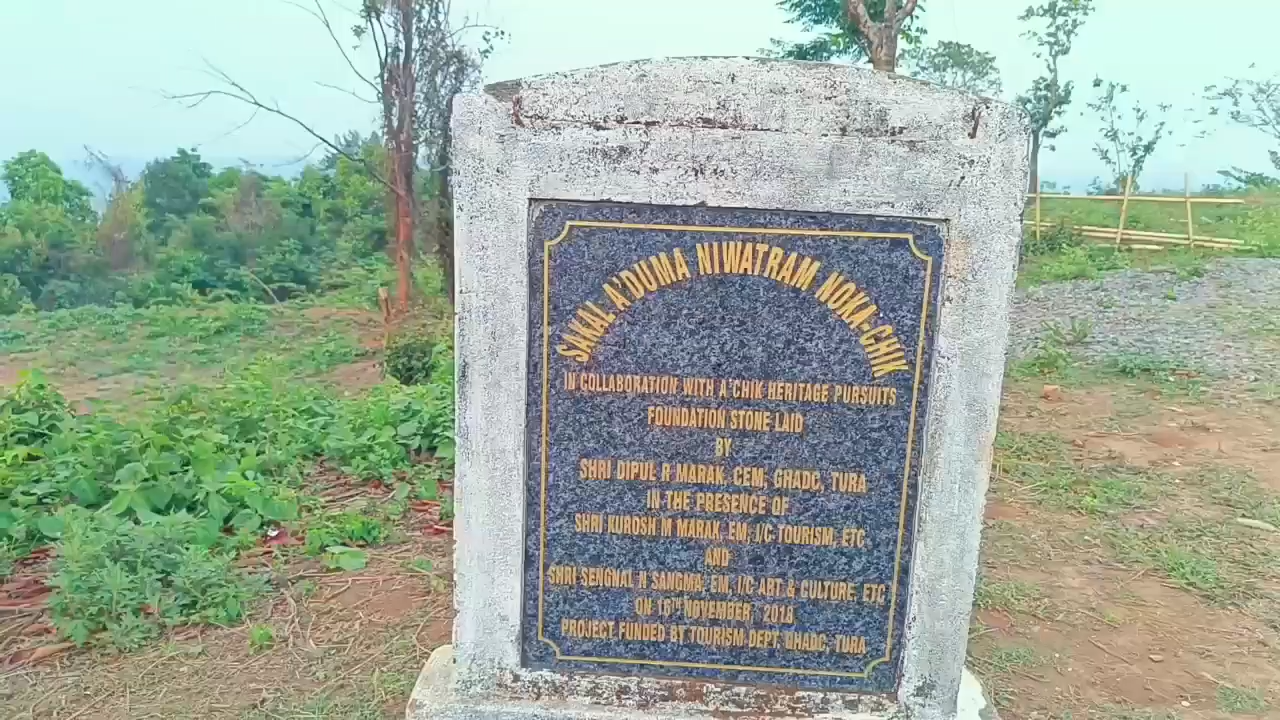 SAKAL A'DUMA NIWATRAM NOKA-CHIK
IN COLLABORATION WITH A'CHIK HERITAGE PURSUITS
FOUNDATION STONE LAID
BY
SHRI DIPUL R MARAK, CEM, GHADC, TURA
IN THE PRESENCE OF
SHRI KUROSH M MARAK, EM, I/C TOURISM, ETC
AND
SHRI SENGNAL N SANGMA, EM, I/C ART & CULTURE, ETC
ON 16TH NOVEMBER, 2018
PROJECT FUNDED BY TOURISM DEPT. GHADC, TURA